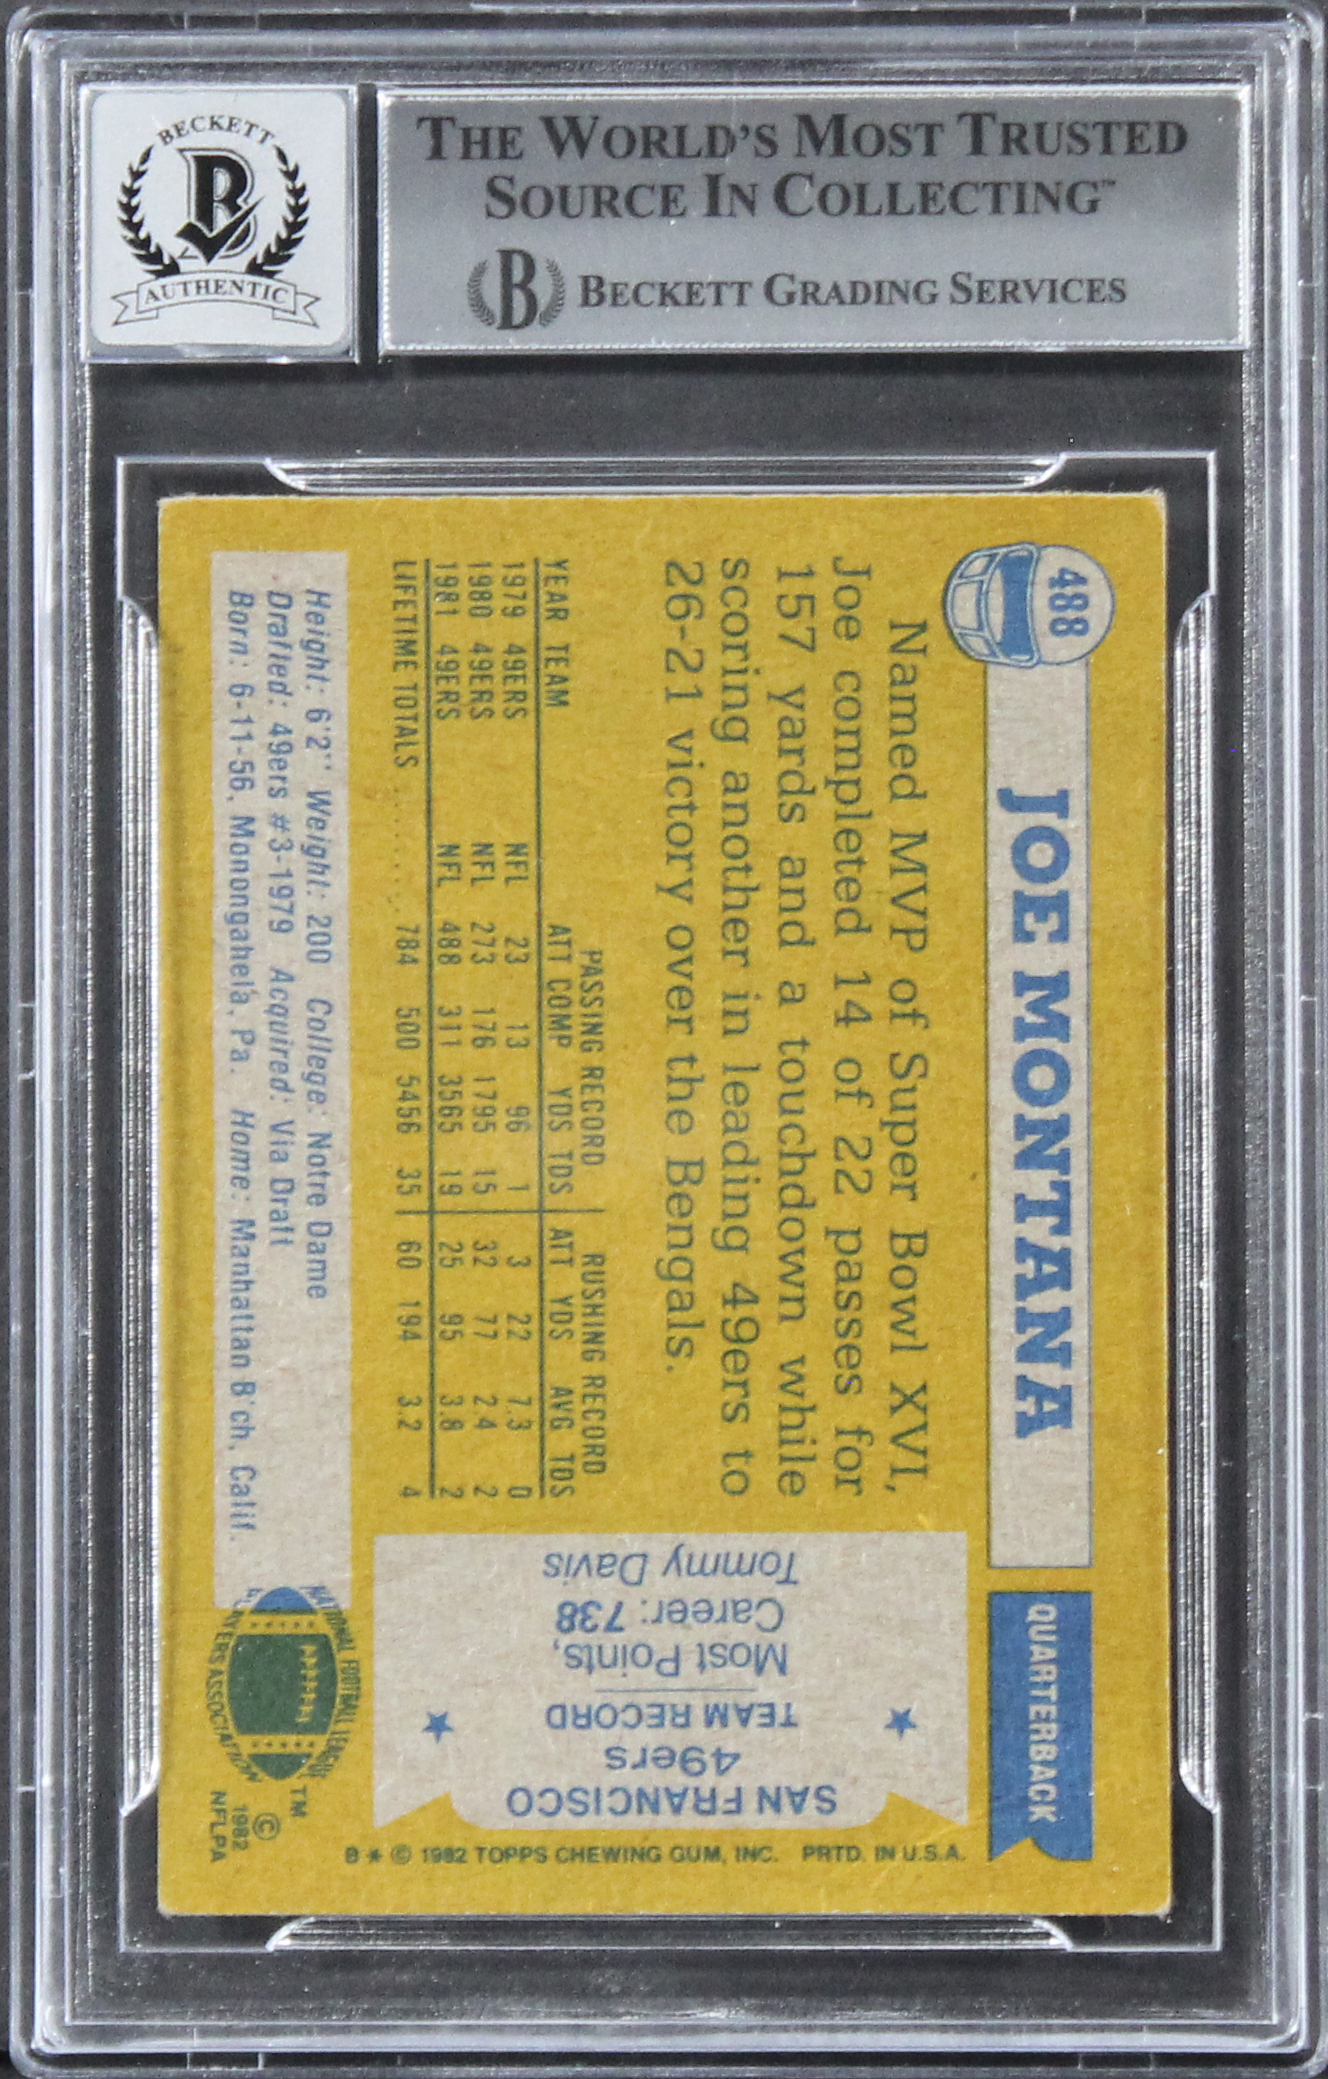 BECKETT
AUTHENTIC
THE WORLD'S MOST TRUSTED
SOURCE IN COLLECTING™
B BECKETT GRADING SERVICES
488
JOE MONTANA
QUARTERBACK
Named MVP of Super Bowl XVI,
Joe completed 14 of 22 passes for
157 yards and a touchdown while
scoring another in leading 49ers to
26-21 victory over the Bengals.
PASSING RECORD RUSHING RECORD
YEAR TEAM ATT COMP YDS TDS ATT YDS AVG TDS
1979 49ERS NFL 23 13 96 1 3 22 7.3 0
1980 49ERS NFL 273 176 1795 15 32 77 2.4 2
1981 49ERS NFL 488 311 3565 19 25 95 3.8 2
LIFETIME TOTALS ........ 784 500 5456 35 60 194 3.2 4
Height: 6'2'' Weight: 200 College: Notre Dame
Drafted: 49ers #3-1979 Acquired: Via Draft
Born: 6-11-56, Monongahela, Pa. Home: Manhattan B'ch, Calif.
SAN FRANCISCO
49ers
TEAM RECORD
Most Points,
Career: 738
Tommy Davis
NATIONAL FOOTBALL LEAGUE
PLAYERS ASSOCIATION
TM
©
1982
NFLPA
B * © 1982 TOPPS CHEWING GUM, INC. PRTD. IN U.S.A.